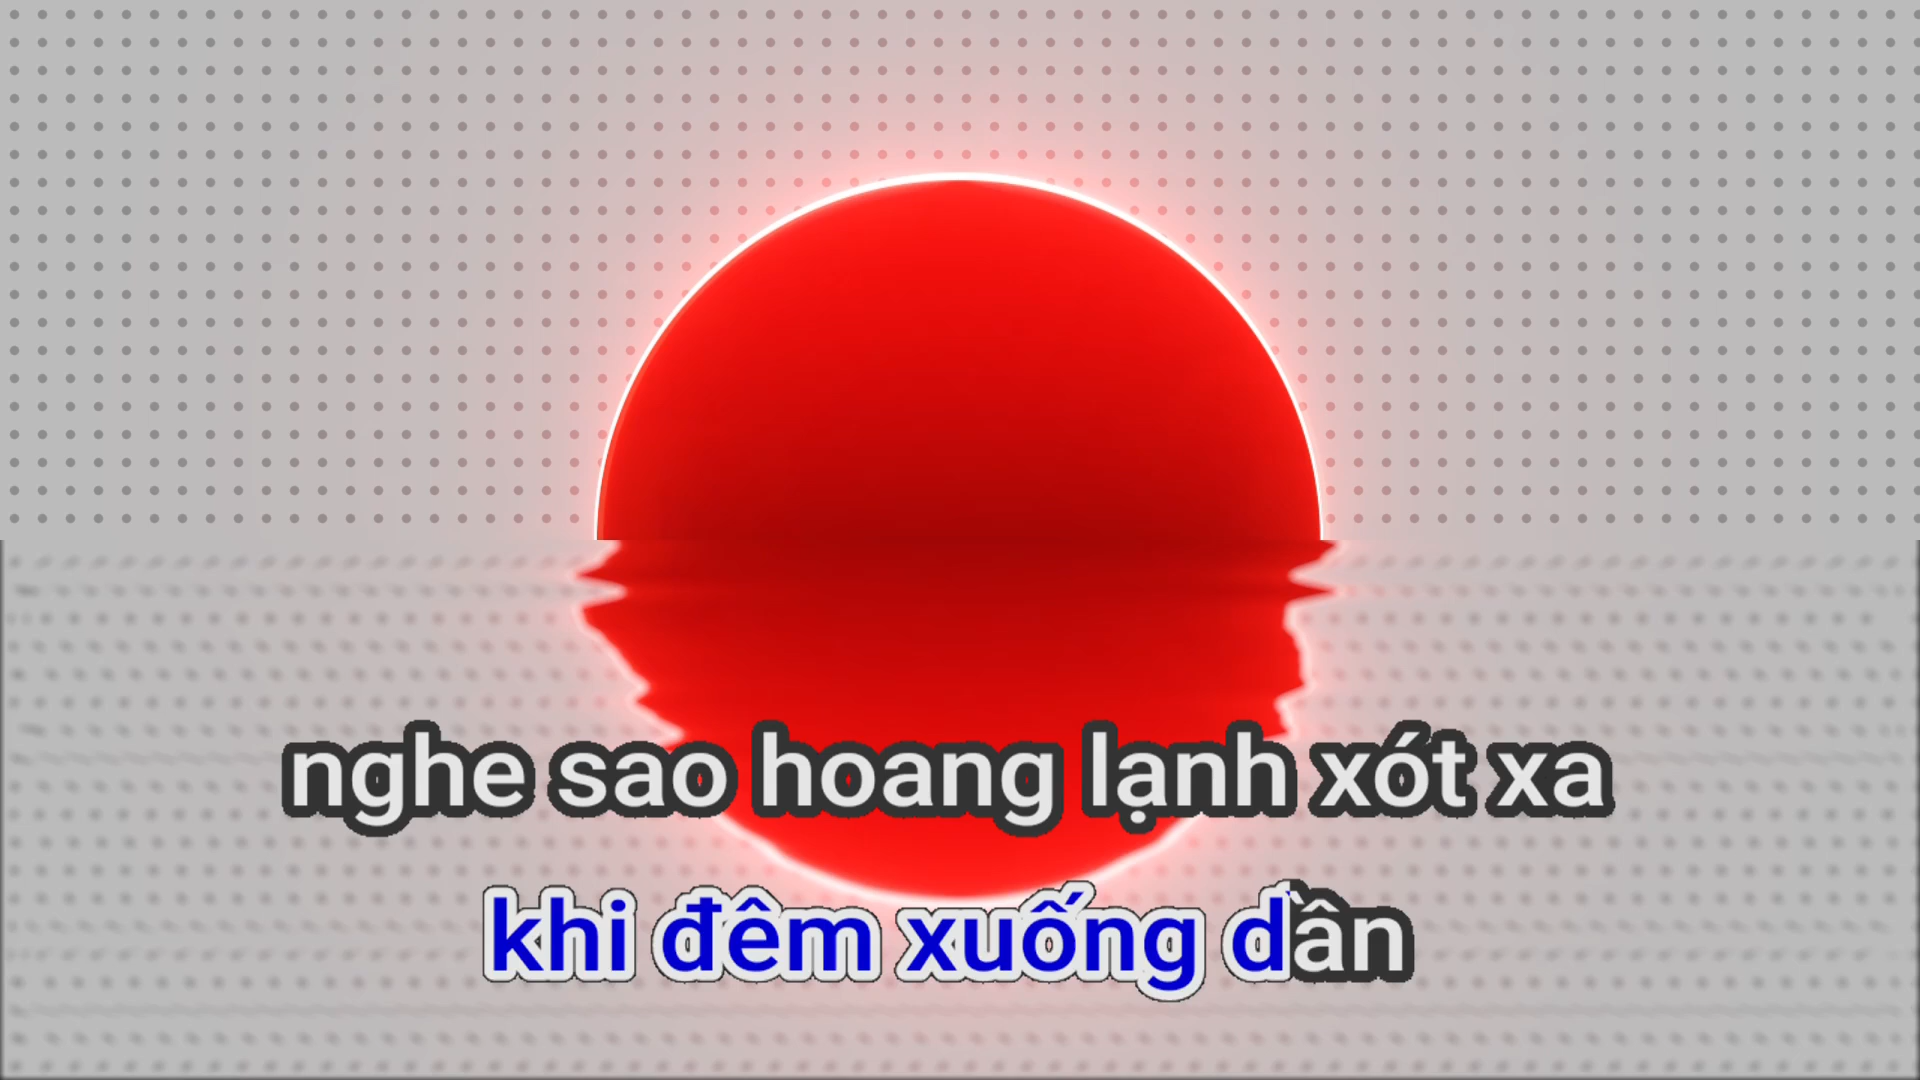 nghe sao hoang lạnh xót xa
khi đêm xuống dần